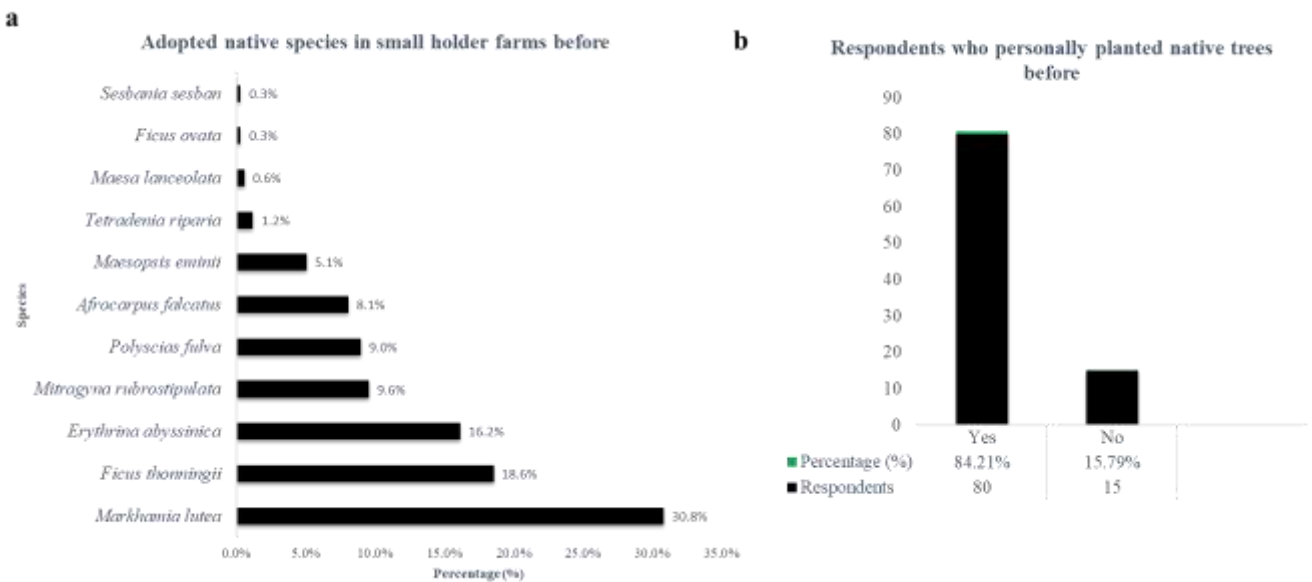 a
Adopted native species in small holder farms before
Sesbania sesban 0.3%
Ficus ovata 0.3%
Maesa lanceolata 0.6%
Tetradenia riparia 1.2%
Maesopsis eminii 5.1%
Afrocarpus falcatus 8.1%
Polyscias fulva 9.0%
Mitragyna rubrostipulata 9.6%
Erythrina abyssinica 16.2%
Ficus thonningii 18.6%
Markhamia lutea 30.8%
Species
0.0% 5.0% 10.0% 15.0% 20.0% 25.0% 30.0% 35.0%
Percentage(%)
b
Respondents who personally planted native trees
before
90
80
70
60
50
40
30
20
10
0
Yes No
Percentage (%) 84.21% 15.79%
Respondents 80 15